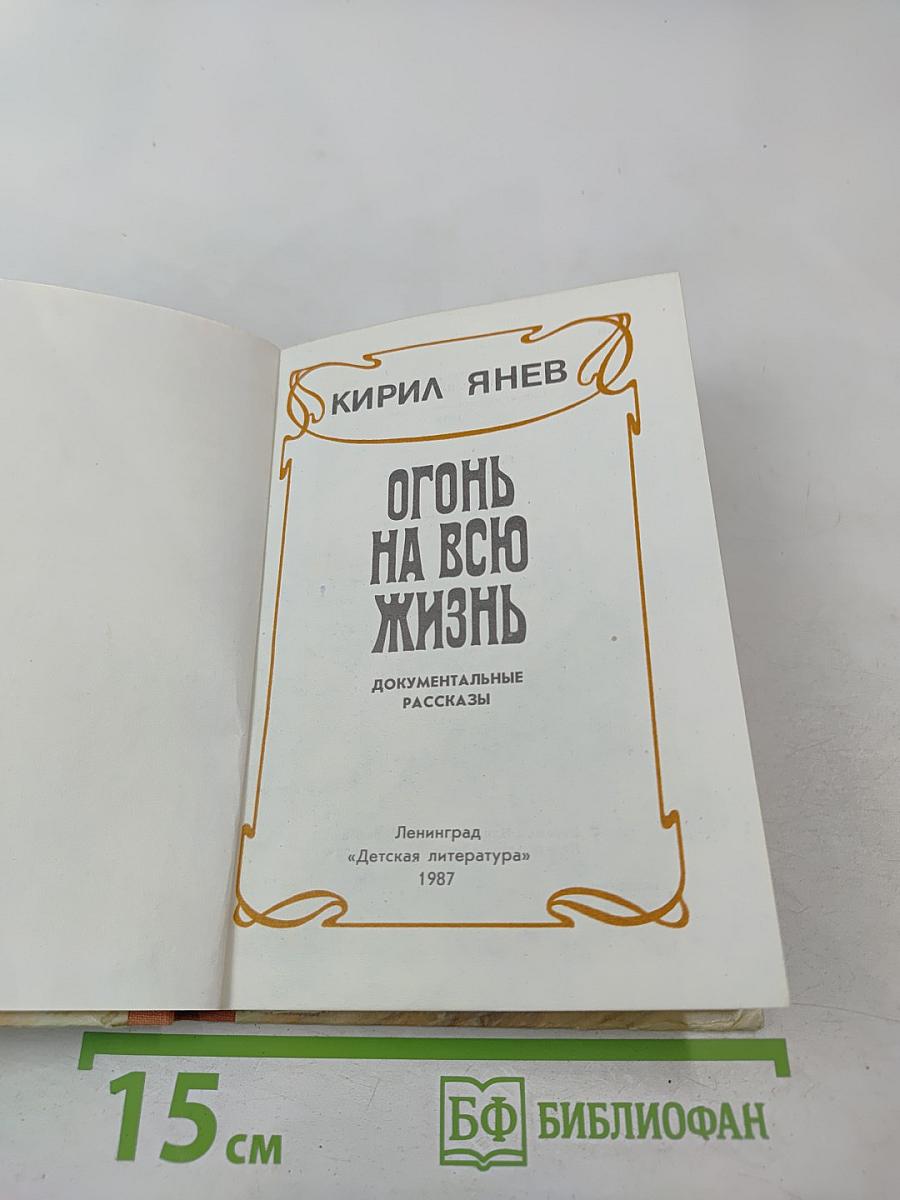 КИРИЛ ЯНЕВ
ОГОНЬ
НА ВСЮ
ЖИЗНЬ
ДОКУМЕНТАЛЬНЫЕ
РАССКАЗЫ
Ленинград
«Детская литература»
1987
15 см
БФ БИБЛИОФАН